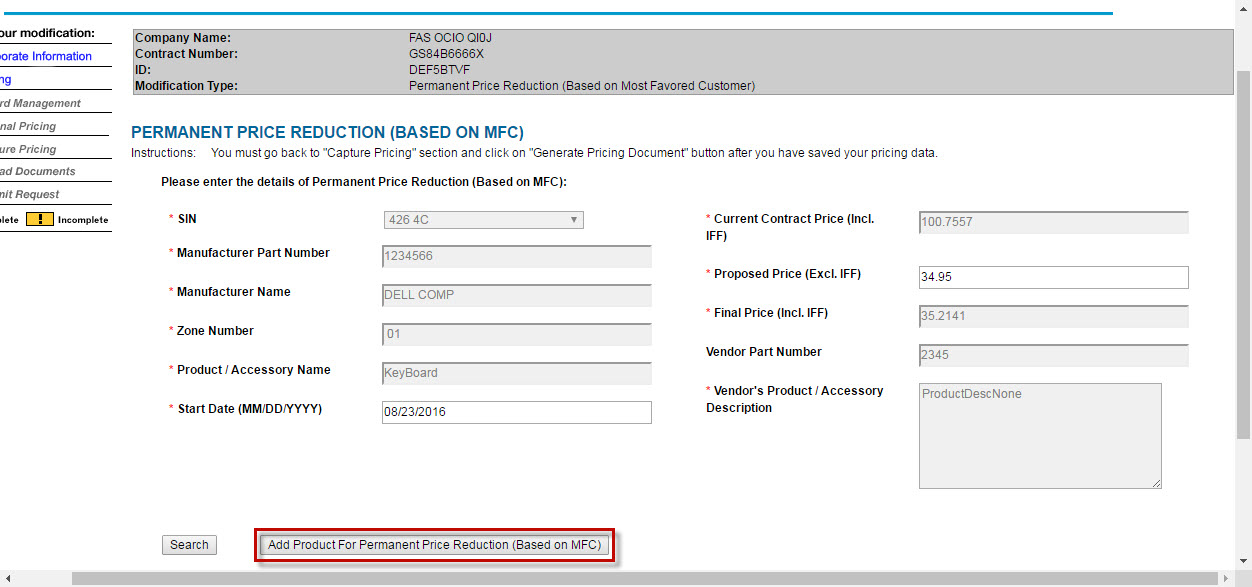 our modification:
orate Information
ng
rd Management
nal Pricing
ure Pricing
ad Documents
mit Request
lete ! Incomplete
Company Name: FAS OCIO QI0J
Contract Number: GS84B6666X
ID: DEF5BTVF
Modification Type: Permanent Price Reduction (Based on Most Favored Customer)
PERMANENT PRICE REDUCTION (BASED ON MFC)
Instructions: You must go back to "Capture Pricing" section and click on "Generate Pricing Document" button after you have saved your pricing data.
Please enter the details of Permanent Price Reduction (Based on MFC):
* SIN 426 4C
* Manufacturer Part Number 1234566
* Manufacturer Name DELL COMP
* Zone Number 01
* Product / Accessory Name KeyBoard
* Start Date (MM/DD/YYYY) 08/23/2016
* Current Contract Price (Incl. 100.7557
IFF)
* Proposed Price (Excl. IFF) 34.95
* Final Price (Incl. IFF) 35.2141
Vendor Part Number 2345
* Vendor's Product / Accessory ProductDescNone
Description
Search Add Product For Permanent Price Reduction (Based on MFC)